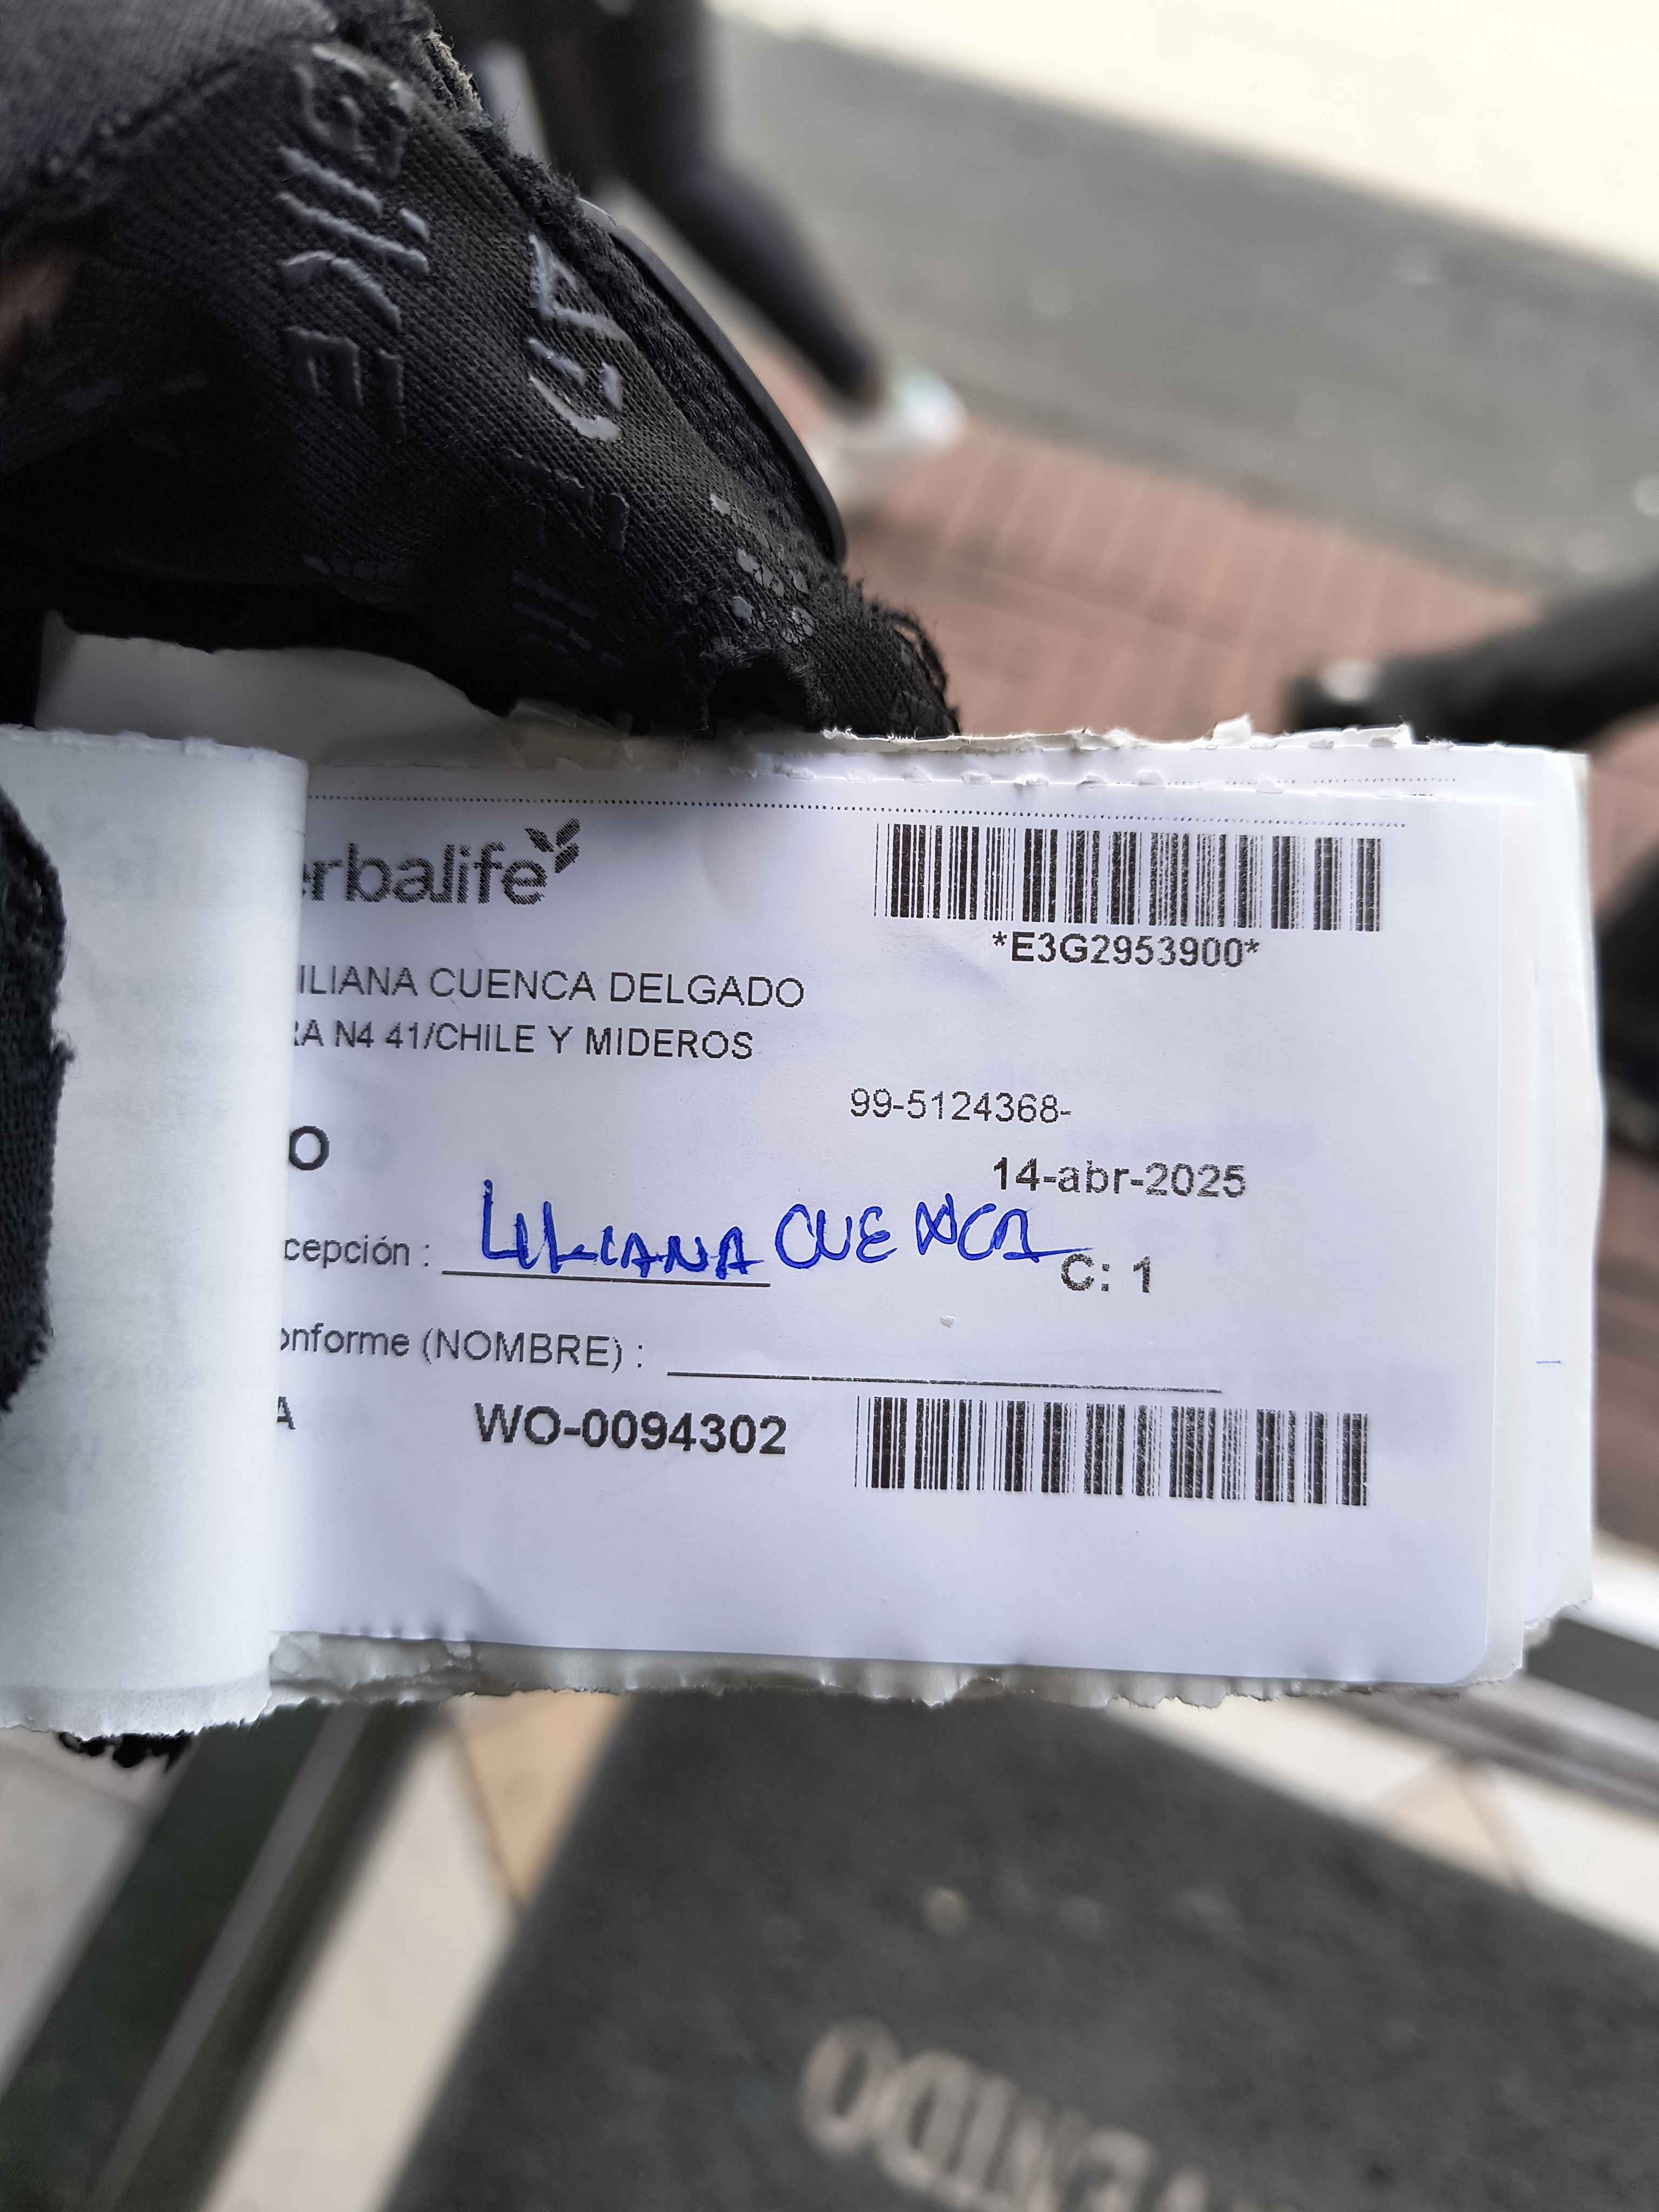 erbalife
*E3G2953900*
ILIANA CUENCA DELGADO
RA N4 41/CHILE Y MIDEROS
99-5124368-
O
14-abr-2025
cepción : LILIANA CUENCA
C: 1
onforme (NOMBRE) :
A WO-0094302
VENIDO